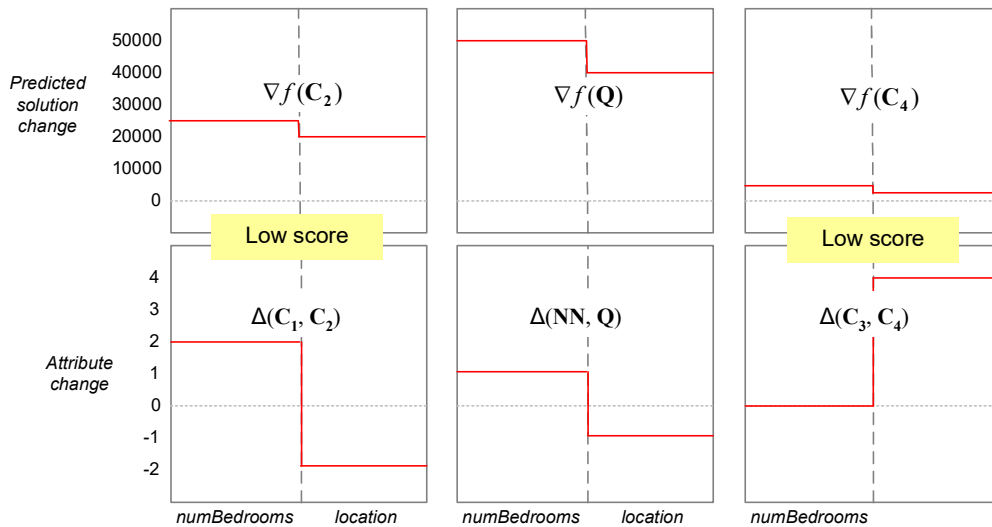 Predicted
solution
change
50000
40000
30000
20000
10000
0
∇f(C₂)
∇f(Q)
∇f(C₄)
Low score
Low score
Attribute
change
4
3
2
1
0
-1
-2
Δ(C₁, C₂)
Δ(NN, Q)
Δ(C₃, C₄)
numBedrooms
location
numBedrooms
location
numBedrooms